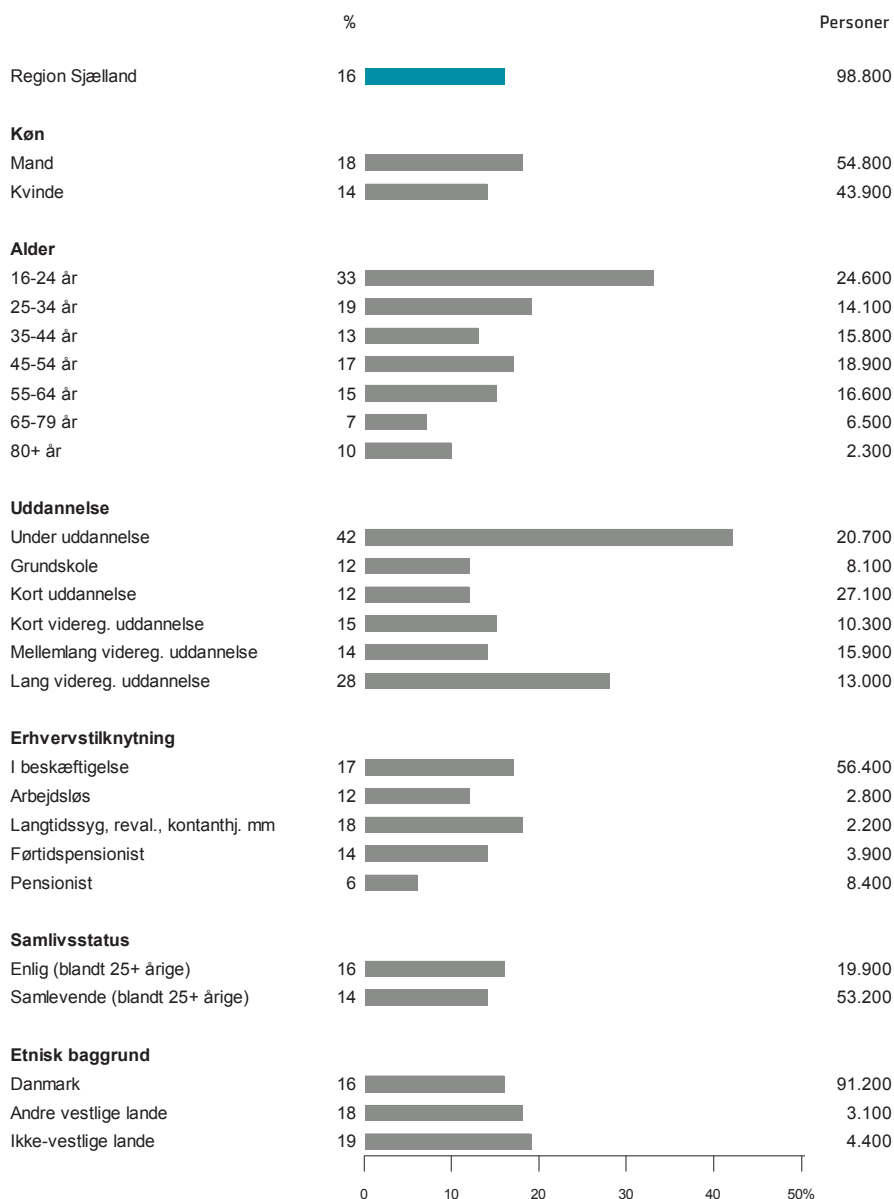 % Personer
Region Sjælland 16 98.800
Køn
Mand 18 54.800
Kvinde 14 43.900
Alder
16-24 år 33 24.600
25-34 år 19 14.100
35-44 år 13 15.800
45-54 år 17 18.900
55-64 år 15 16.600
65-79 år 7 6.500
80+ år 10 2.300
Uddannelse
Under uddannelse 42 20.700
Grundskole 12 8.100
Kort uddannelse 12 27.100
Kort videreg. uddannelse 15 10.300
Mellemlang videreg. uddannelse 14 15.900
Lang videreg. uddannelse 28 13.000
Erhvervstilknytning
I beskæftigelse 17 56.400
Arbejdsløs 12 2.800
Langtidssyg, reval., kontanthj. mm 18 2.200
Førtidspensionist 14 3.900
Pensionist 6 8.400
Samlivsstatus
Enlig (blandt 25+ årige) 16 19.900
Samlevende (blandt 25+ årige) 14 53.200
Etnisk baggrund
Danmark 16 91.200
Andre vestlige lande 18 3.100
Ikke-vestlige lande 19 4.400
0 10 20 30 40 50%